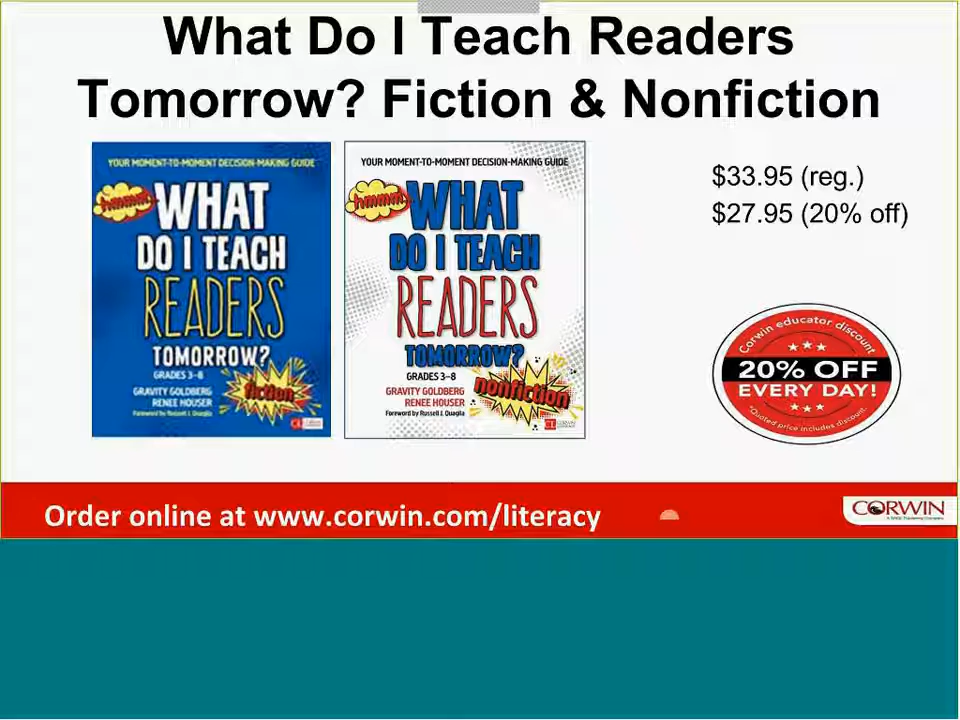 What Do I Teach Readers
Tomorrow? Fiction & Nonfiction
YOUR MOMENT-TO-MOMENT DECISION-MAKING GUIDE
hmmm!
WHAT
DO I TEACH
READERS
TOMORROW?
GRADES 3–8
GRAVITY GOLDBERG
RENEE HOUSER
Foreword by Russell J. Quaglia
fiction
YOUR MOMENT-TO-MOMENT DECISION-MAKING GUIDE
hmmm!
WHAT
DO I TEACH
READERS
TOMORROW?
GRADES 3–8
GRAVITY GOLDBERG
RENEE HOUSER
Foreword by Russell J. Quaglia
nonfiction
CL
$33.95 (reg.)
$27.95 (20% off)
Corwin educator discount
20% OFF
EVERY DAY!
*Quoted price includes discount.
Order online at www.corwin.com/literacy
CORWIN